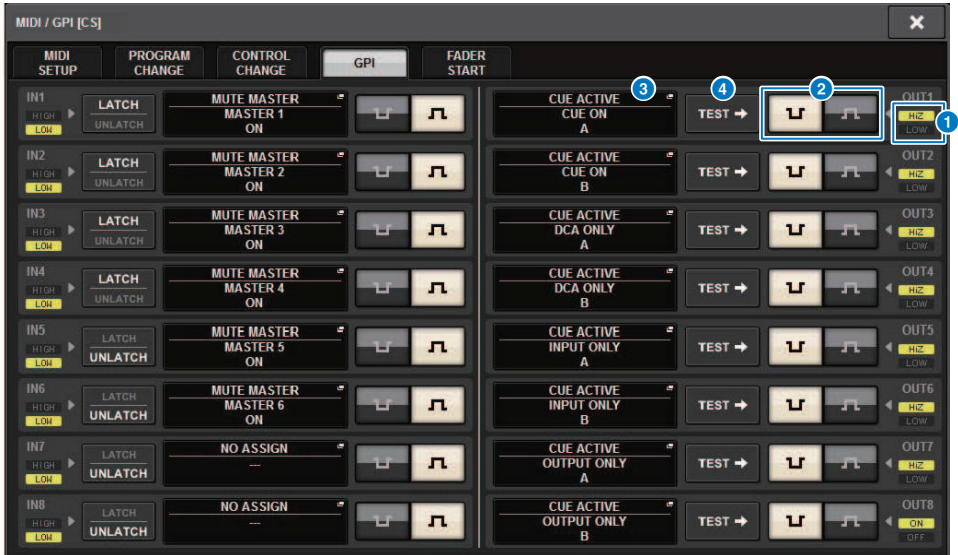 MIDI / GPI [CS]
MIDI SETUP
PROGRAM CHANGE
CONTROL CHANGE
GPI
FADER START
IN1
HIGH
LOW
LATCH
UNLATCH
MUTE MASTER
MASTER 1
ON
CUE ACTIVE
CUE ON
A
3
TEST
4
2
OUT1
HiZ
LOW
1
IN2
HIGH
LOW
LATCH
UNLATCH
MUTE MASTER
MASTER 2
ON
CUE ACTIVE
CUE ON
B
TEST
OUT2
HiZ
LOW
IN3
HIGH
LOW
LATCH
UNLATCH
MUTE MASTER
MASTER 3
ON
CUE ACTIVE
DCA ONLY
A
TEST
OUT3
HiZ
LOW
IN4
HIGH
LOW
LATCH
UNLATCH
MUTE MASTER
MASTER 4
ON
CUE ACTIVE
DCA ONLY
B
TEST
OUT4
HiZ
LOW
IN5
HIGH
LOW
LATCH
UNLATCH
MUTE MASTER
MASTER 5
ON
CUE ACTIVE
INPUT ONLY
A
TEST
OUT5
HiZ
LOW
IN6
HIGH
LOW
LATCH
UNLATCH
MUTE MASTER
MASTER 6
ON
CUE ACTIVE
INPUT ONLY
B
TEST
OUT6
HiZ
LOW
IN7
HIGH
LOW
LATCH
UNLATCH
NO ASSIGN
---
CUE ACTIVE
OUTPUT ONLY
A
TEST
OUT7
HiZ
LOW
IN8
HIGH
LOW
LATCH
UNLATCH
NO ASSIGN
---
CUE ACTIVE
OUTPUT ONLY
B
TEST
OUT8
ON
OFF